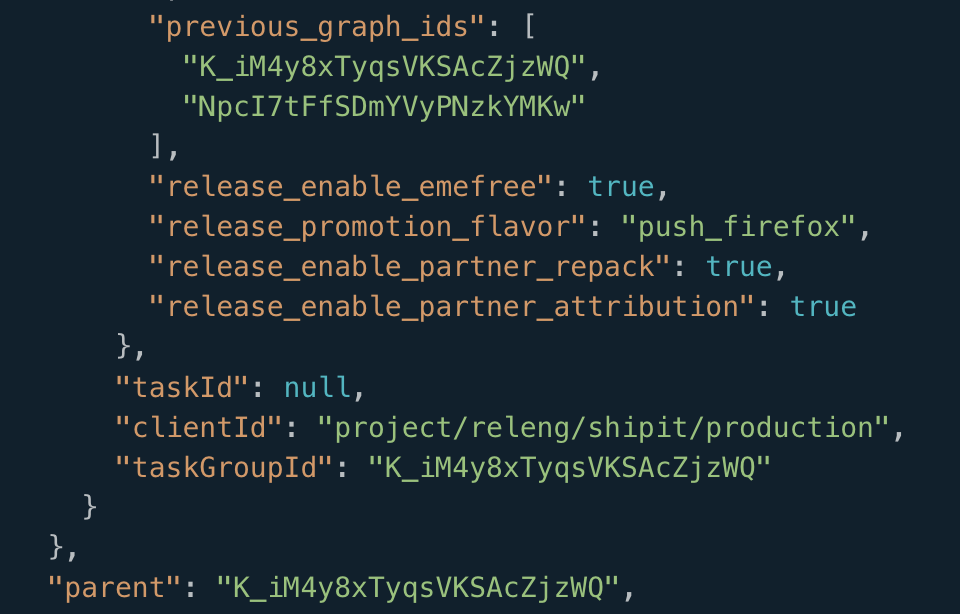 "previous_graph_ids": [
"K_iM4y8xTyqsVKSAcZjzWQ",
"NpcI7tFfSDmYVyPNzkYMKw"
],
"release_enable_emefree": true,
"release_promotion_flavor": "push_firefox",
"release_enable_partner_repack": true,
"release_enable_partner_attribution": true
},
"taskId": null,
"clientId": "project/releng/shipit/production",
"taskGroupId": "K_iM4y8xTyqsVKSAcZjzWQ"
}
},
"parent": "K_iM4y8xTyqsVKSAcZjzWQ",